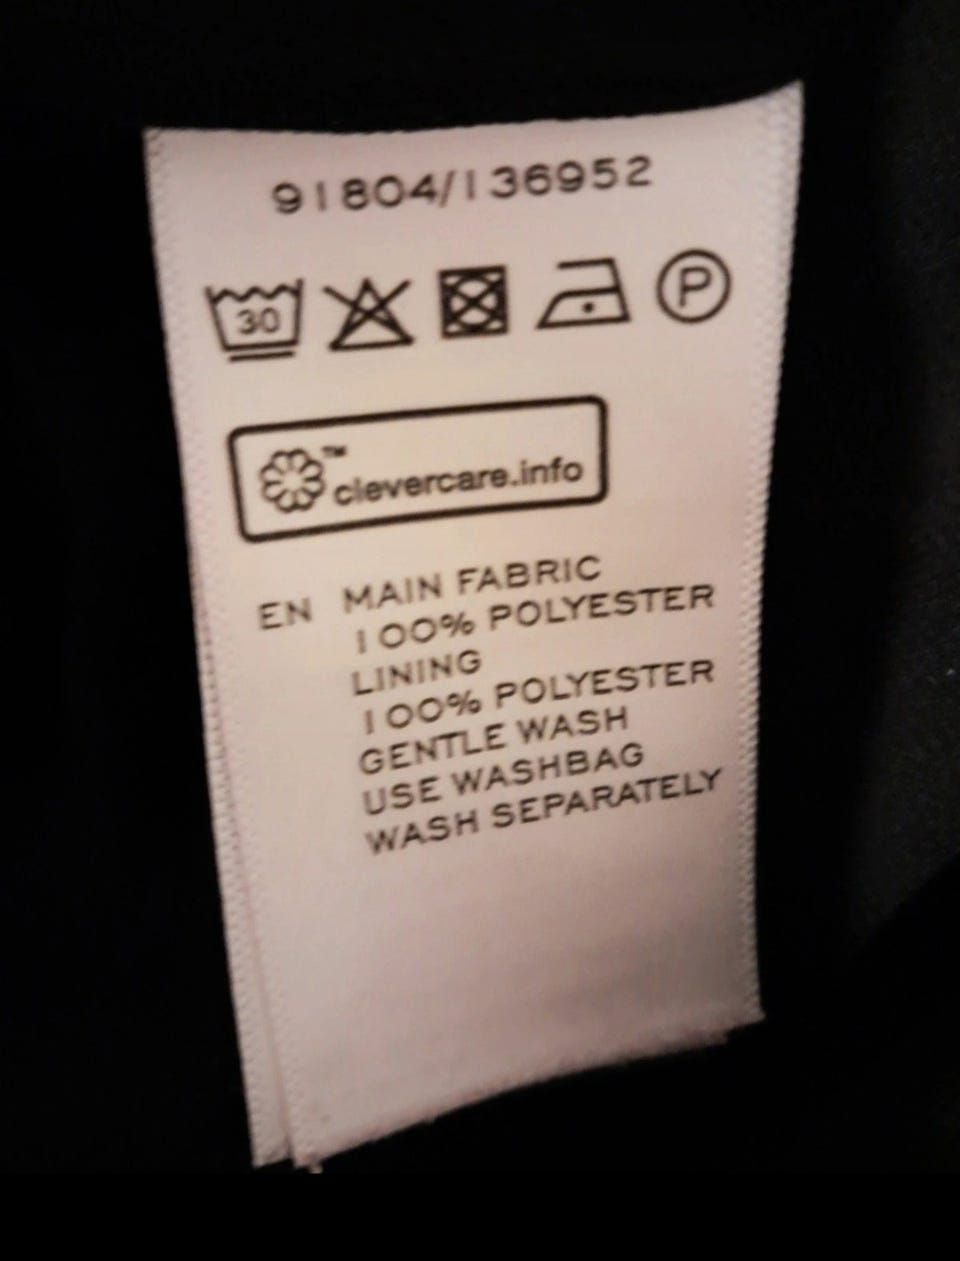 91804/136952
30 P
™
clevercare.info
EN MAIN FABRIC
100% POLYESTER
LINING
100% POLYESTER
GENTLE WASH
USE WASHBAG
WASH SEPARATELY